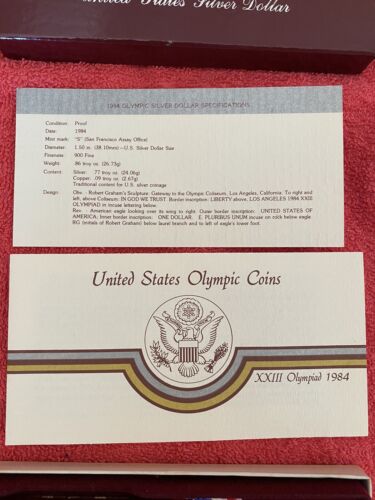 United States Silver Dollar
1984 OLYMPIC SILVER DOLLAR SPECIFICATIONS
Condition: Proof
Date: 1984
Mint mark: "S" (San Francisco Assay Office)
Diameter: 1.50 in. (38.10mm)—U.S. Silver Dollar Size
Fineness: 900 Fine
Weight: .86 troy oz. (26.73g)
Content: Silver: .77 troy oz. (24.06g)
Copper: .09 troy oz. (2.67g)
Traditional content for U.S. silver coinage
Design: Obv. - Robert Graham's Sculpture, Gateway to the Olympic Coliseum, Los Angeles, California. To right and
left, above Coliseum: IN GOD WE TRUST. Border inscription: LIBERTY above, LOS ANGELES 1984 XXIII
OLYMPIAD in incuse lettering below.
Rev. - American eagle looking over its wing to right. Outer border inscription: UNITED STATES OF
AMERICA; Inner border inscription: ONE DOLLAR. E. PLURIBUS UNUM incuse on rock below eagle.
RG (initials of Robert Graham) below laurel branch and to left of eagle's lower foot.
United States Olympic Coins
XXIII Olympiad 1984